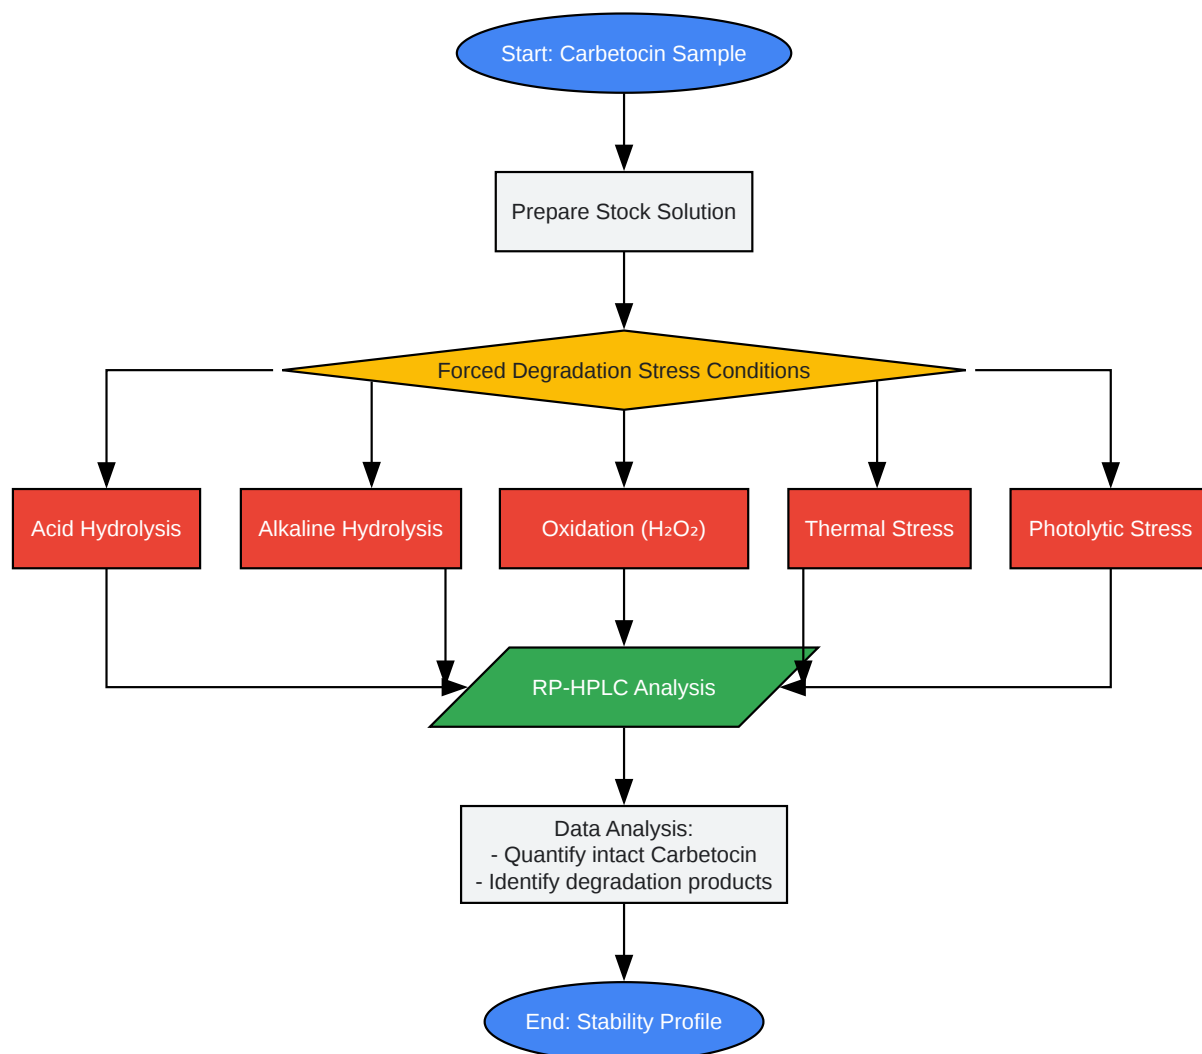 Start: Carbetocin Sample
Prepare Stock Solution
Forced Degradation Stress Conditions
Acid Hydrolysis
Alkaline Hydrolysis
Oxidation (H₂O₂)
Thermal Stress
Photolytic Stress
RP-HPLC Analysis
Data Analysis:
- Quantify intact Carbetocin
- Identify degradation products
End: Stability Profile